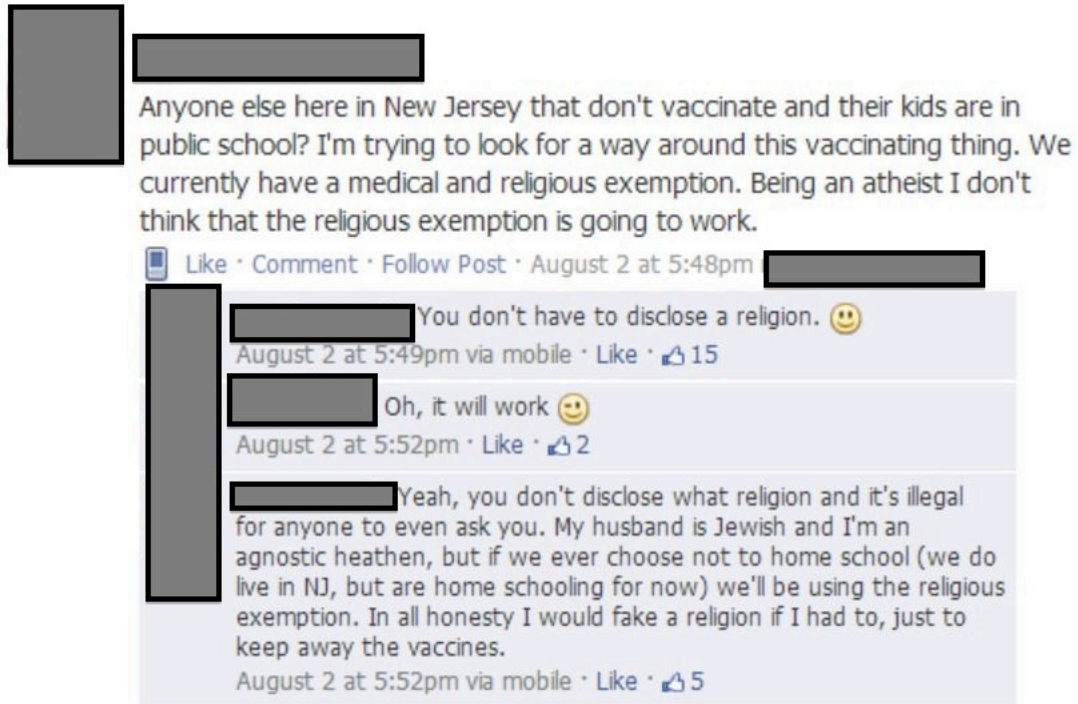 Anyone else here in New Jersey that don't vaccinate and their kids are in
public school? I'm trying to look for a way around this vaccinating thing. We
currently have a medical and religious exemption. Being an atheist I don't
think that the religious exemption is going to work.
Like · Comment · Follow Post · August 2 at 5:48pm
You don't have to disclose a religion.
August 2 at 5:49pm via mobile · Like · 15
Oh, it will work
August 2 at 5:52pm · Like · 2
Yeah, you don't disclose what religion and it's illegal
for anyone to even ask you. My husband is Jewish and I'm an
agnostic heathen, but if we ever choose not to home school (we do
live in NJ, but are home schooling for now) we'll be using the religious
exemption. In all honesty I would fake a religion if I had to, just to
keep away the vaccines.
August 2 at 5:52pm via mobile · Like · 5